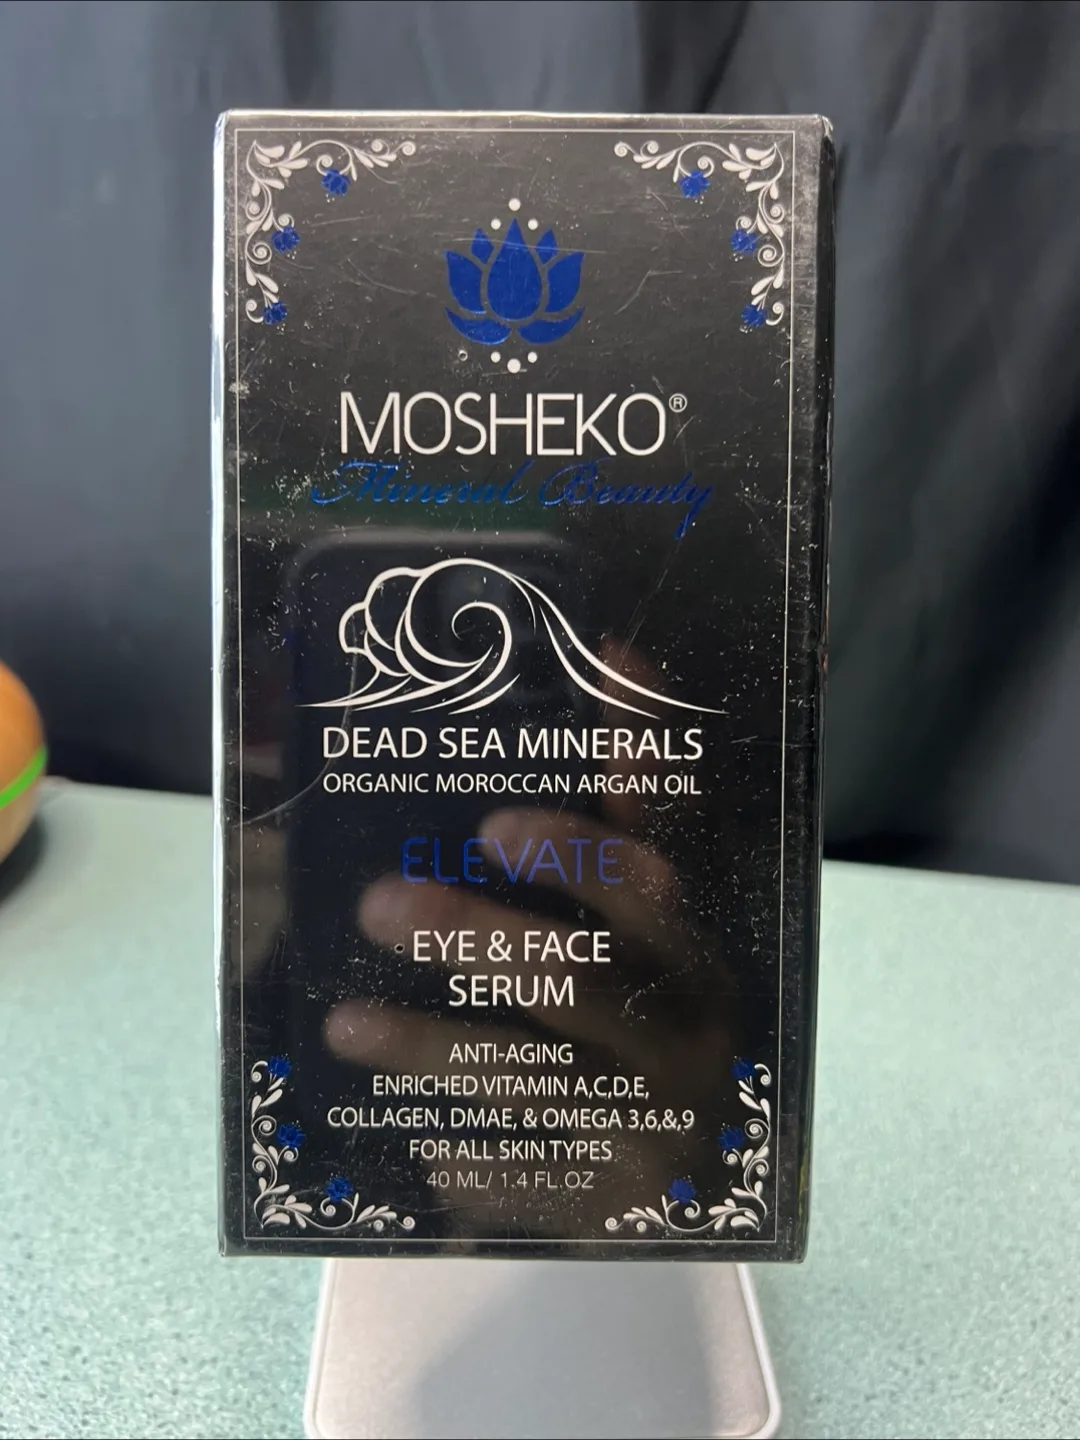 MOSHEKO®
Mineral Beauty
DEAD SEA MINERALS
ORGANIC MOROCCAN ARGAN OIL
ELEVATE
EYE & FACE
SERUM
ANTI-AGING
ENRICHED VITAMIN A,C,D,E,
COLLAGEN, DMAE, & OMEGA 3,6,&,9
FOR ALL SKIN TYPES
40 ML/ 1.4 FL.OZ